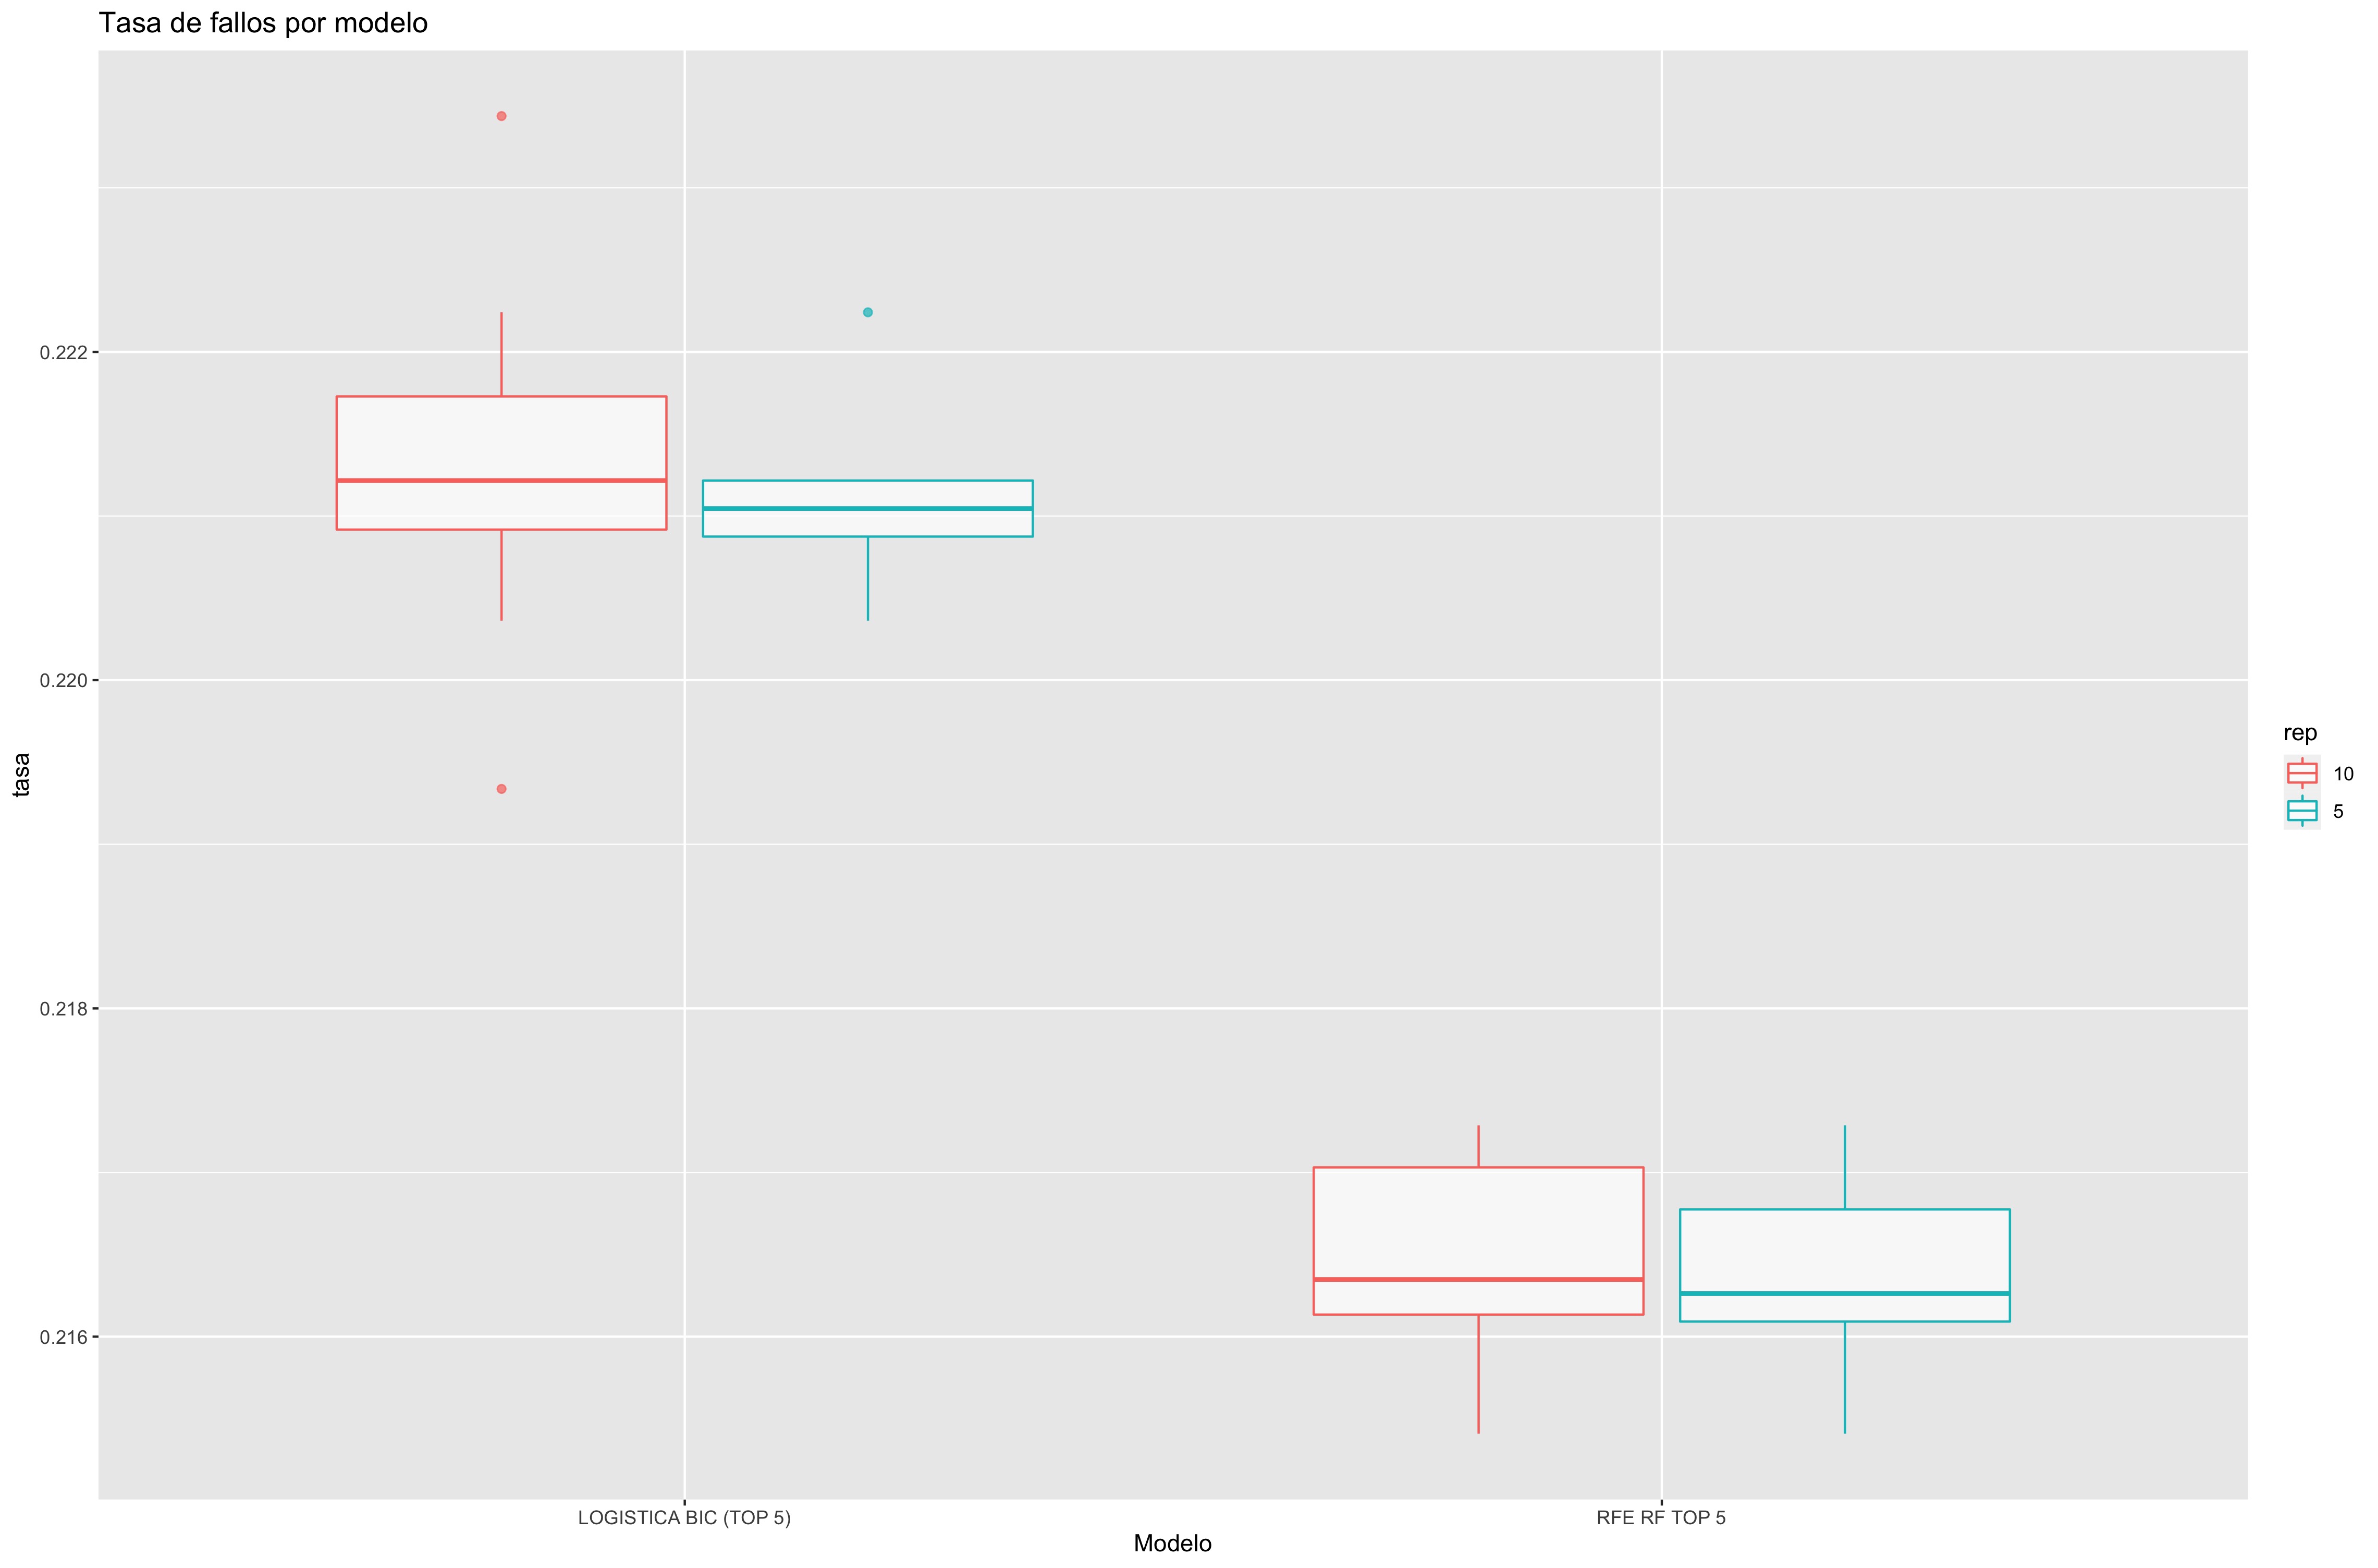 Tasa de fallos por modelo
tasa
0.222
0.220
0.218
0.216
LOGISTICA BIC (TOP 5)
RFE RF TOP 5
Modelo
rep
10
5